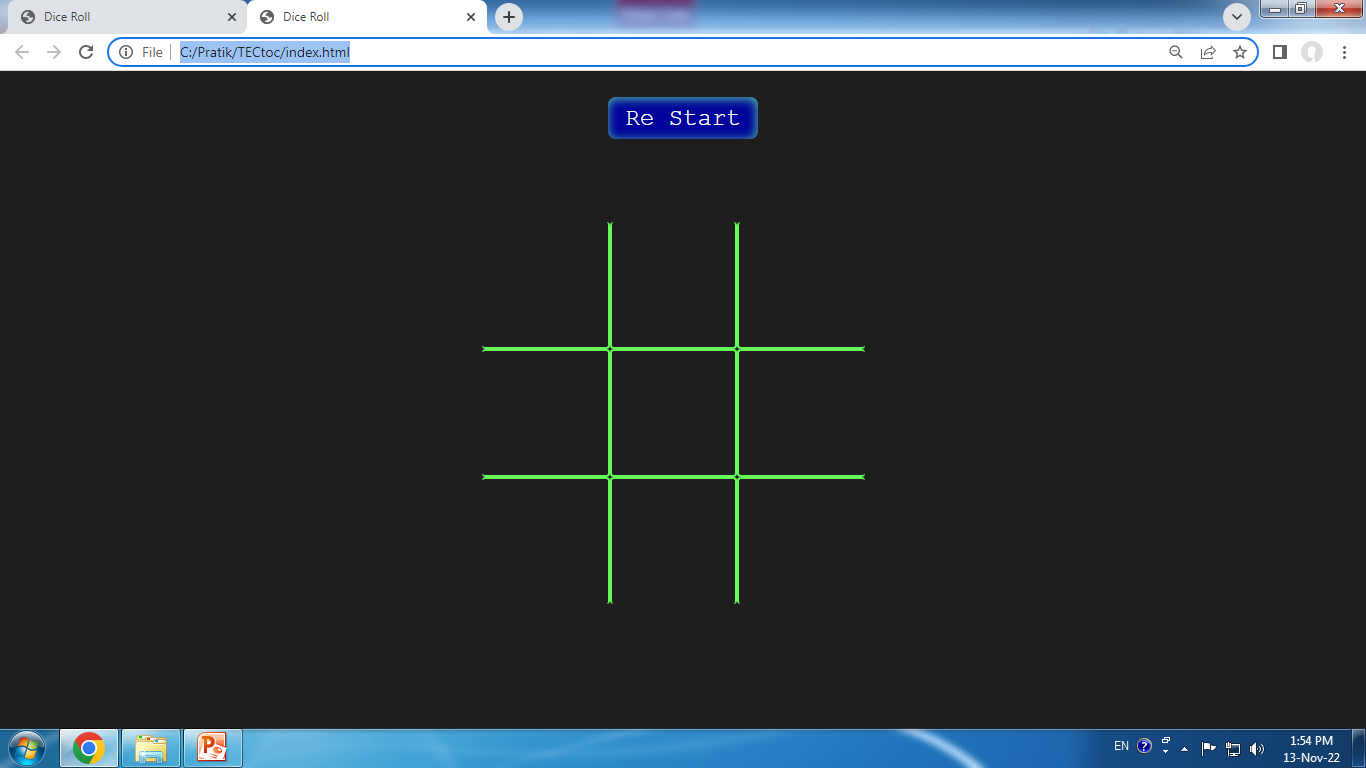 Dice Roll
Dice Roll
File
C:/Pratik/TECtoc/index.html
Re Start
EN
1:54 PM
13-Nov-22